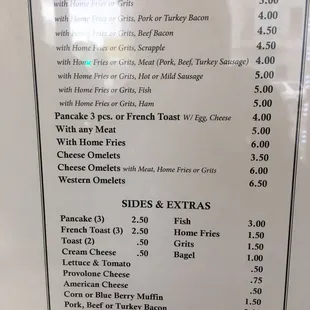 with Home Fries or Grits 3.00
with Home Fries or Grits, Pork or Turkey Bacon 4.00
with Home Fries or Grits, Beef Bacon 4.50
with Home Fries or Grits, Scrapple 4.50
with Home Fries or Grits, Meat (Pork, Beef, Turkey Sausage) 4.00
with Home Fries or Grits, Hot or Mild Sausage 5.00
with Home Fries or Grits, Fish 5.00
with Home Fries or Grits, Ham 5.00
Pancake 3 pcs. or French Toast W/ Egg, Cheese 4.00
With any Meat 5.00
With Home Fries 6.00
Cheese Omelets 3.50
Cheese Omelets with Meat, Home Fries or Grits 6.00
Western Omelets 6.50
SIDES & EXTRAS
Pancake (3) 2.50
French Toast (3) 2.50
Toast (2) .50
Cream Cheese .50
Lettuce & Tomato .50
Provolone Cheese .75
American Cheese .50
Corn or Blue Berry Muffin 1.50
Pork, Beef or Turkey Bacon
Fish 3.00
Home Fries 1.50
Grits 1.50
Bagel 1.00